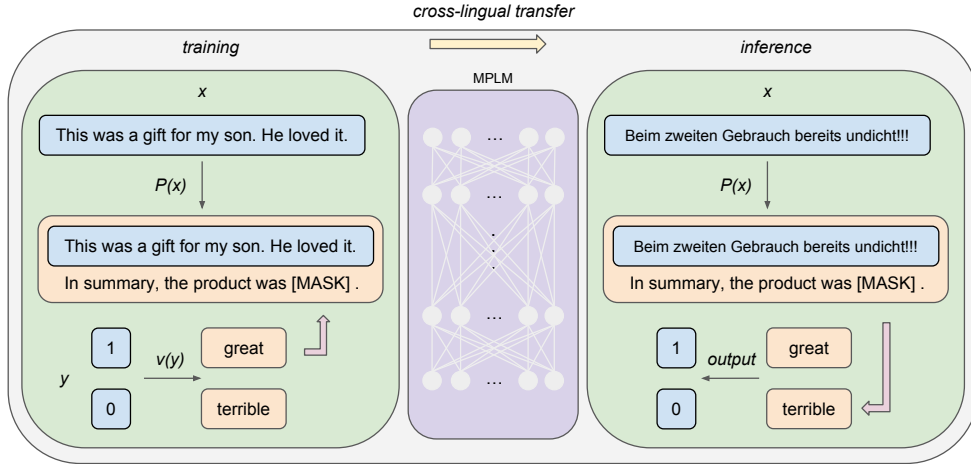 cross-lingual transfer
training
inference
MPLM
x
This was a gift for my son. He loved it.
P(x)
This was a gift for my son. He loved it.
In summary, the product was [MASK] .
y
1
0
v(y)
great
terrible
...
...
...
...
...
x
Beim zweiten Gebrauch bereits undicht!!!
P(x)
Beim zweiten Gebrauch bereits undicht!!!
In summary, the product was [MASK] .
1
0
output
great
terrible